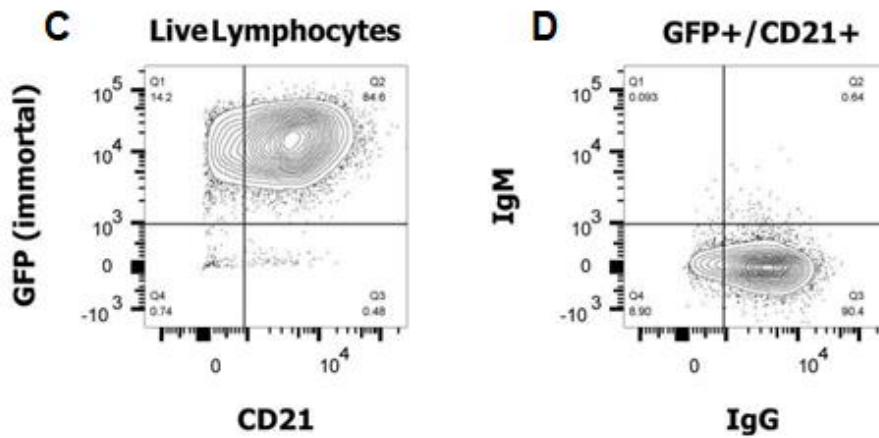 C
Live Lymphocytes
Q1
14.2
Q2
84.6
10^5
10^4
10^3
0
-10^3
Q4
0.74
Q3
0.48
0
10^4
GFP (immortal)
CD21
D
GFP+/CD21+
Q1
0.093
Q2
0.64
10^5
10^4
10^3
0
-10^3
Q4
8.90
Q3
90.4
0
10^4
IgM
IgG